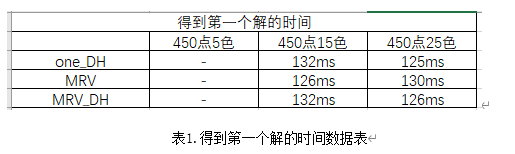 得到第一个解的时间
450点5色 450点15色 450点25色
one_DH - 132ms 125ms
MRV - 126ms 130ms
MRV_DH - 132ms 126ms
表1.得到第一个解的时间数据表